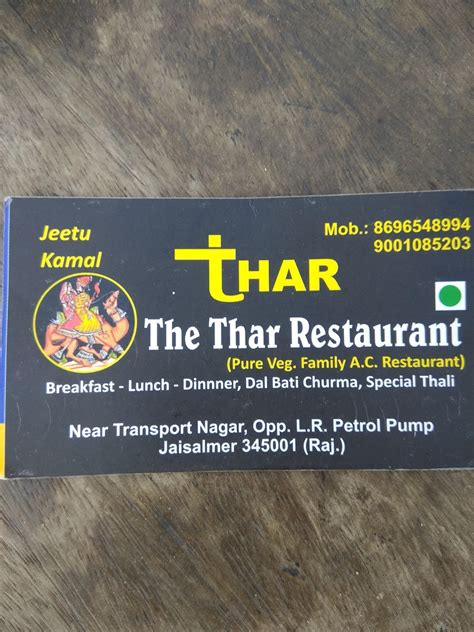 Jeetu
Kamal
Mob.: 8696548994
9001085203
tHAR
The Thar Restaurant
(Pure Veg. Family A.C. Restaurant)
Breakfast - Lunch - Dinnner, Dal Bati Churma, Special Thali
Near Transport Nagar, Opp. L.R. Petrol Pump
Jaisalmer 345001 (Raj.)